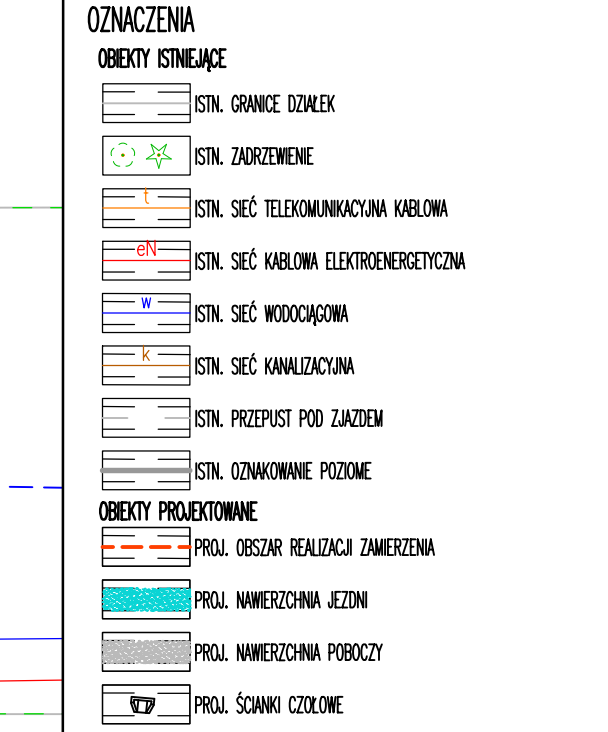 OZNACZENIA
OBIEKTY ISTNIEJĄCE
ISTN. GRANICE DZIAŁEK
ISTN. ZADRZEWIENIE
t
ISTN. SIEĆ TELEKOMUNIKACYJNA KABLOWA
eN
ISTN. SIEĆ KABLOWA ELEKTROENERGETYCZNA
w
ISTN. SIEĆ WODOCIĄGOWA
k
ISTN. SIEĆ KANALIZACYJNA
ISTN. PRZEPUST POD ZJAZDEM
ISTN. OZNAKOWANIE POZIOME
OBIEKTY PROJEKTOWANE
PROJ. OBSZAR REALIZACJI ZAMIERZENIA
PROJ. NAWIERZCHNIA JEZDNI
PROJ. NAWIERZCHNIA POBOCZY
PROJ. ŚCIANKI CZOŁOWE